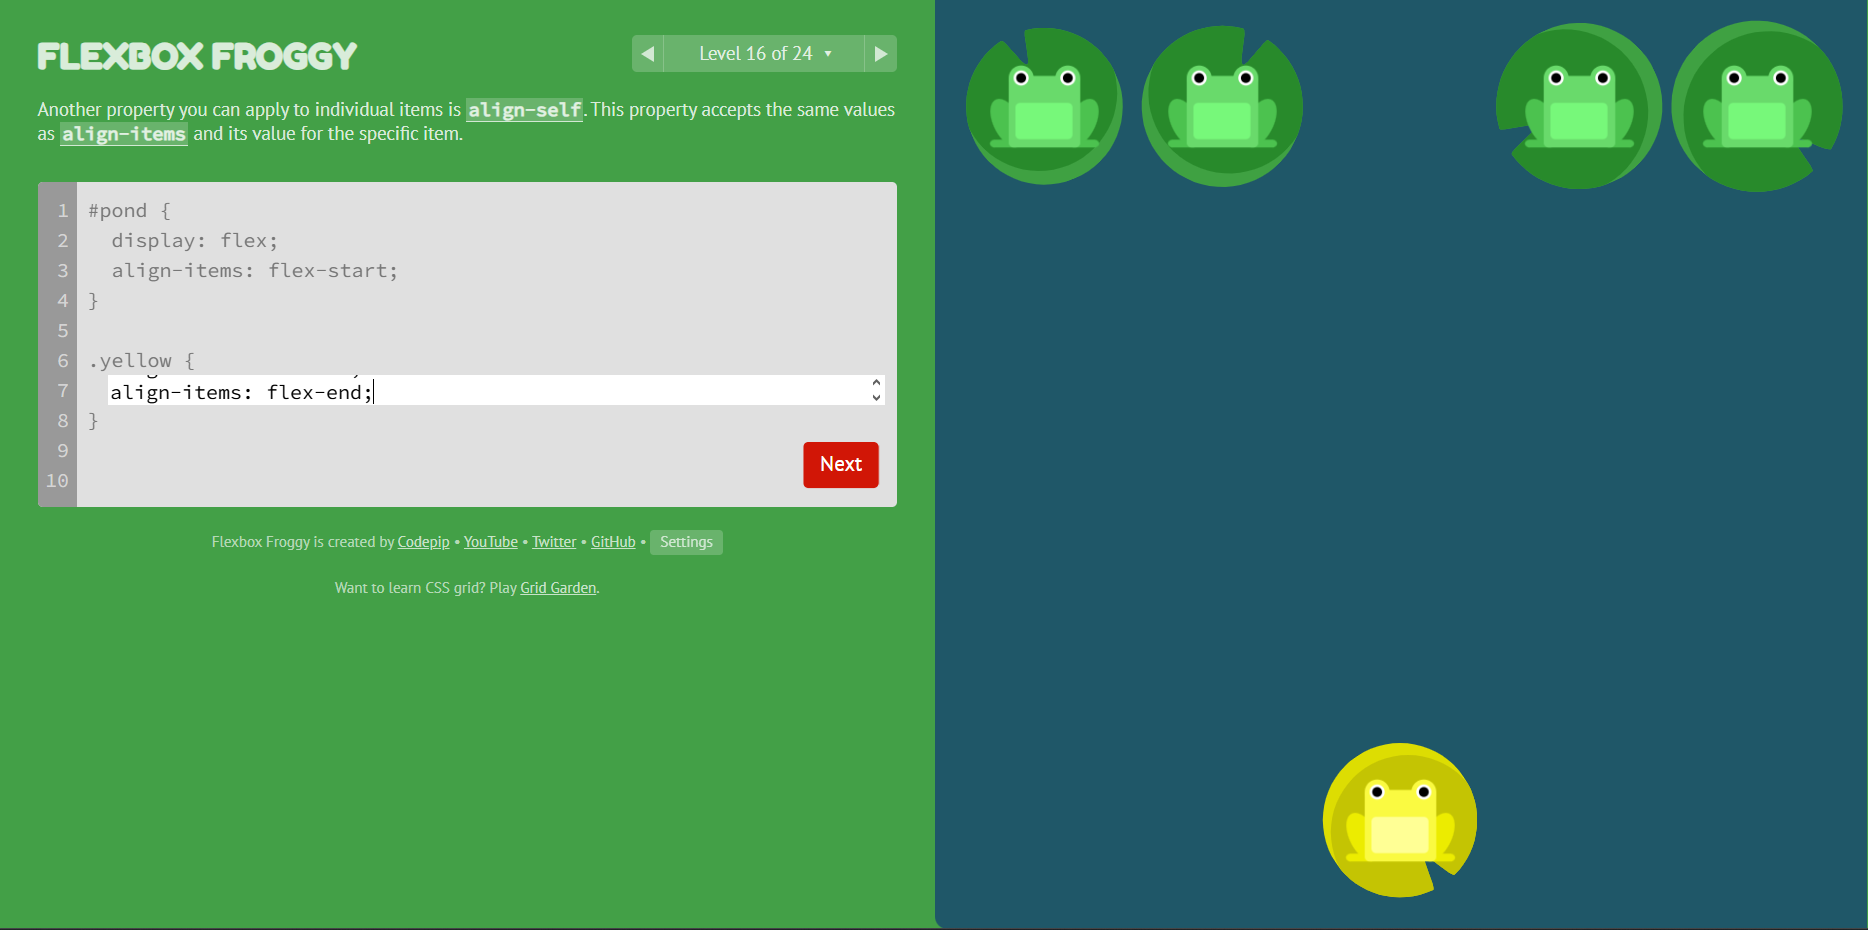 FLEXBOX FROGGY
Level 16 of 24
Another property you can apply to individual items is align-self. This property accepts the same values
as align-items and its value for the specific item.
1 #pond {
2 display: flex;
3 align-items: flex-start;
4 }
5
6 .yellow {
7 align-items: flex-end;
8 }
9
10
Next
Flexbox Froggy is created by Codepip • YouTube • Twitter • GitHub • Settings
Want to learn CSS grid? Play Grid Garden.